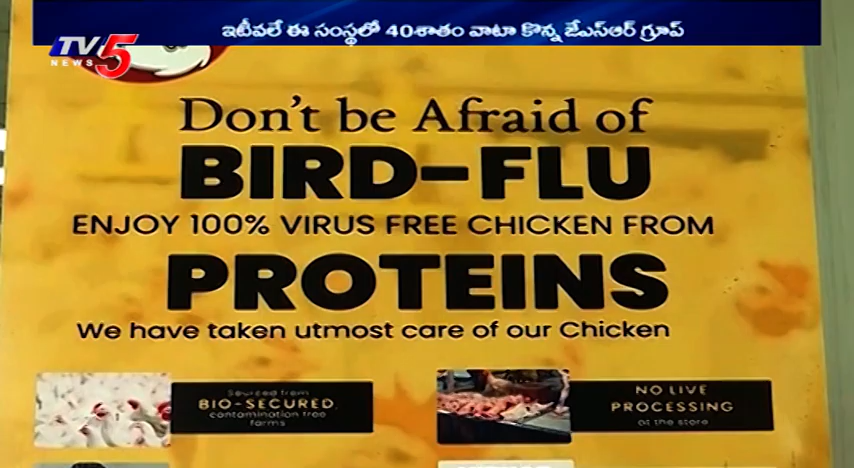 ఇటీవలే ఈ సంస్థలో 40శాతం వాటా కొన్న జేఎస్ఆర్ గ్రూప్
TV5
NEWS
Don't be Afraid of
BIRD-FLU
ENJOY 100% VIRUS FREE CHICKEN FROM
PROTEINS
We have taken utmost care of our Chicken
Sourced from
BIO-SECURED,
contamination free
farms
NO LIVE
PROCESSING
at the store